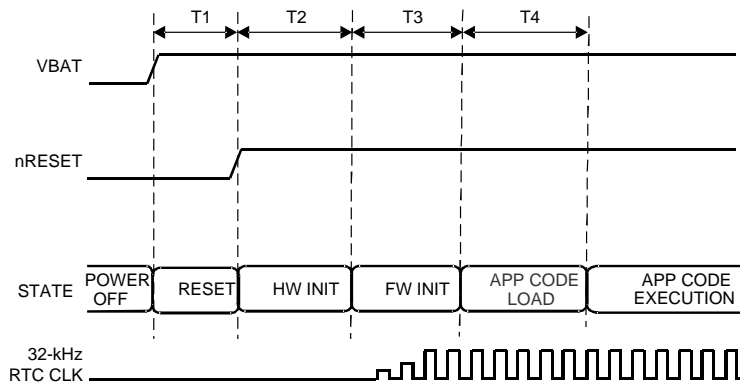 T1 T2 T3 T4
VBAT
nRESET
STATE
POWER
OFF
RESET
HW INIT
FW INIT
APP CODE
LOAD
APP CODE
EXECUTION
32-kHz
RTC CLK